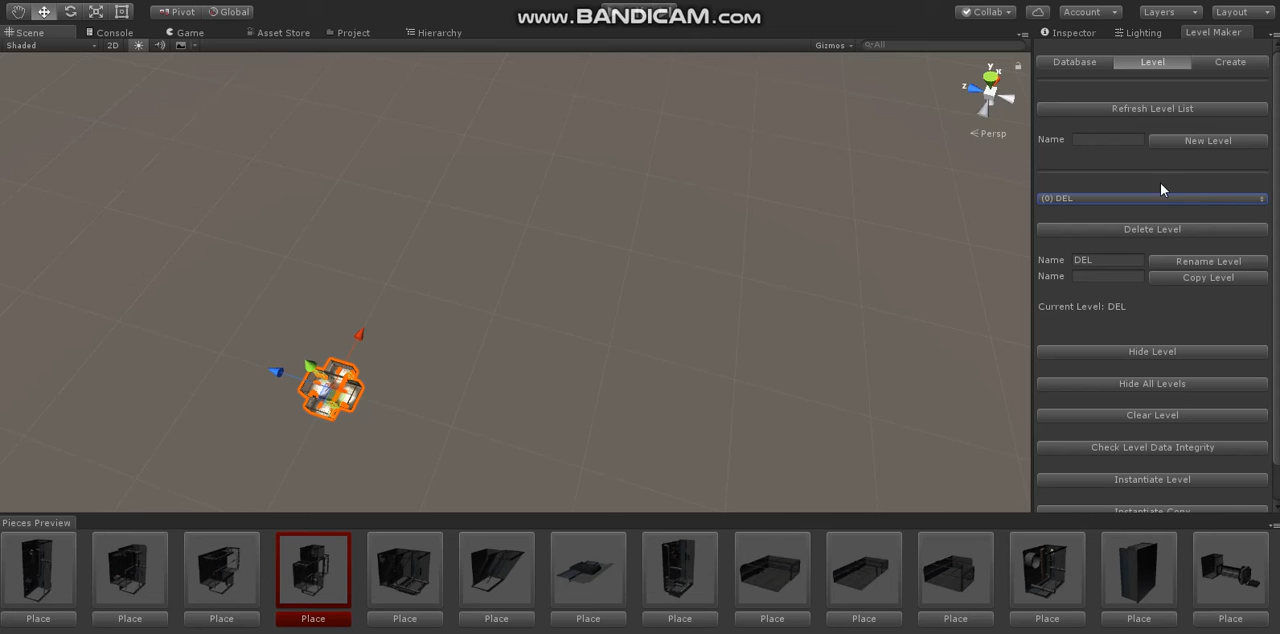 Pivot Global www.BANDICAM.com Collab Account Layers Layout
Scene Console Game Asset Store Project Hierarchy Inspector Lighting Level Maker
Shaded 2D Gizmos All
Database Level Create
y
x
z
Persp
Refresh Level List
Name New Level
(0) DEL
Delete Level
Name DEL Rename Level
Name Copy Level
Current Level: DEL
Hide Level
Hide All Levels
Clear Level
Check Level Data Integrity
Instantiate Level
Instantiate Copy
Pieces Preview
Place Place Place Place Place Place Place Place Place Place Place Place Place Place